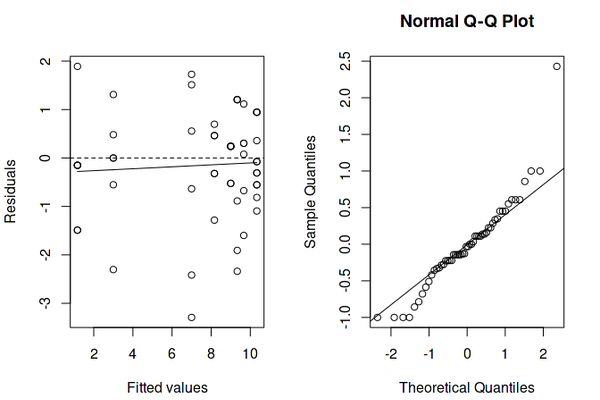 Normal Q-Q Plot
Residuals
2
1
0
-1
-2
-3
2 4 6 8 10
Fitted values
Sample Quantiles
2.5
2.0
1.5
1.0
0.5
0.0
-0.5
-1.0
-2 -1 0 1 2
Theoretical Quantiles